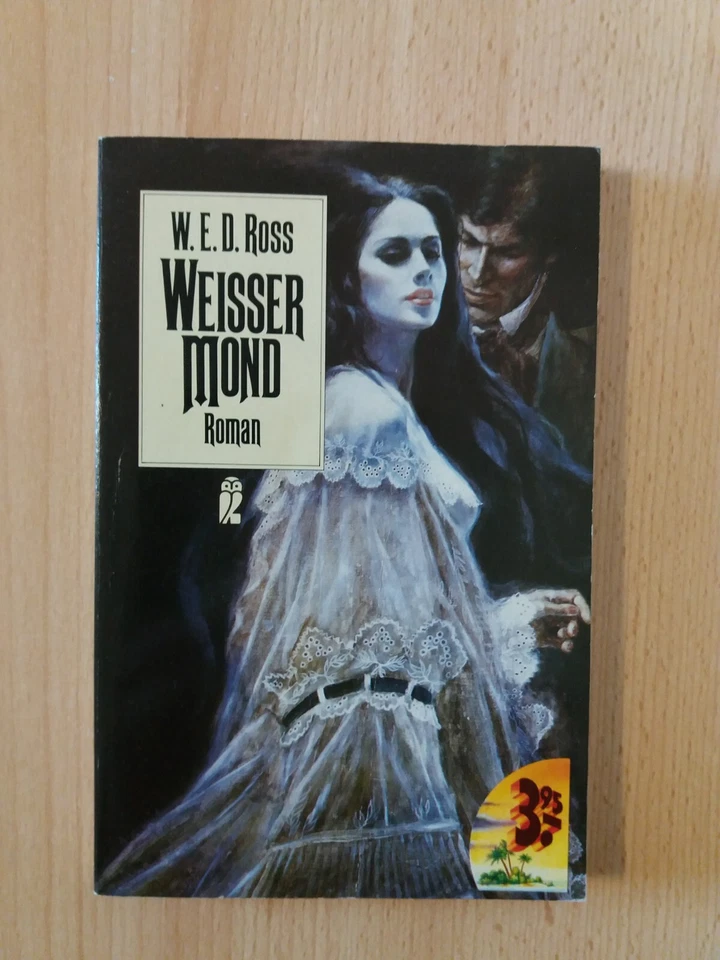 W. E. D. ROSS
WEISSER
MOND
Roman
3.95